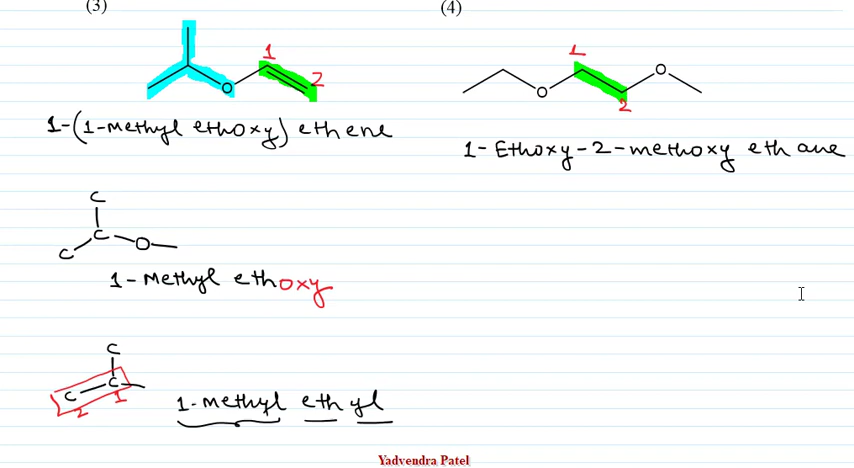 (3)
(4)
1
2
O
1-(1-methyl ethoxy) ethene
1
O
O
2
1- Ethoxy-2-methoxy ethane
C
C
O
C
1-Methyl ethoxy
C
C
C
2
1
1-methyl ethyl
Yadvendra Patel